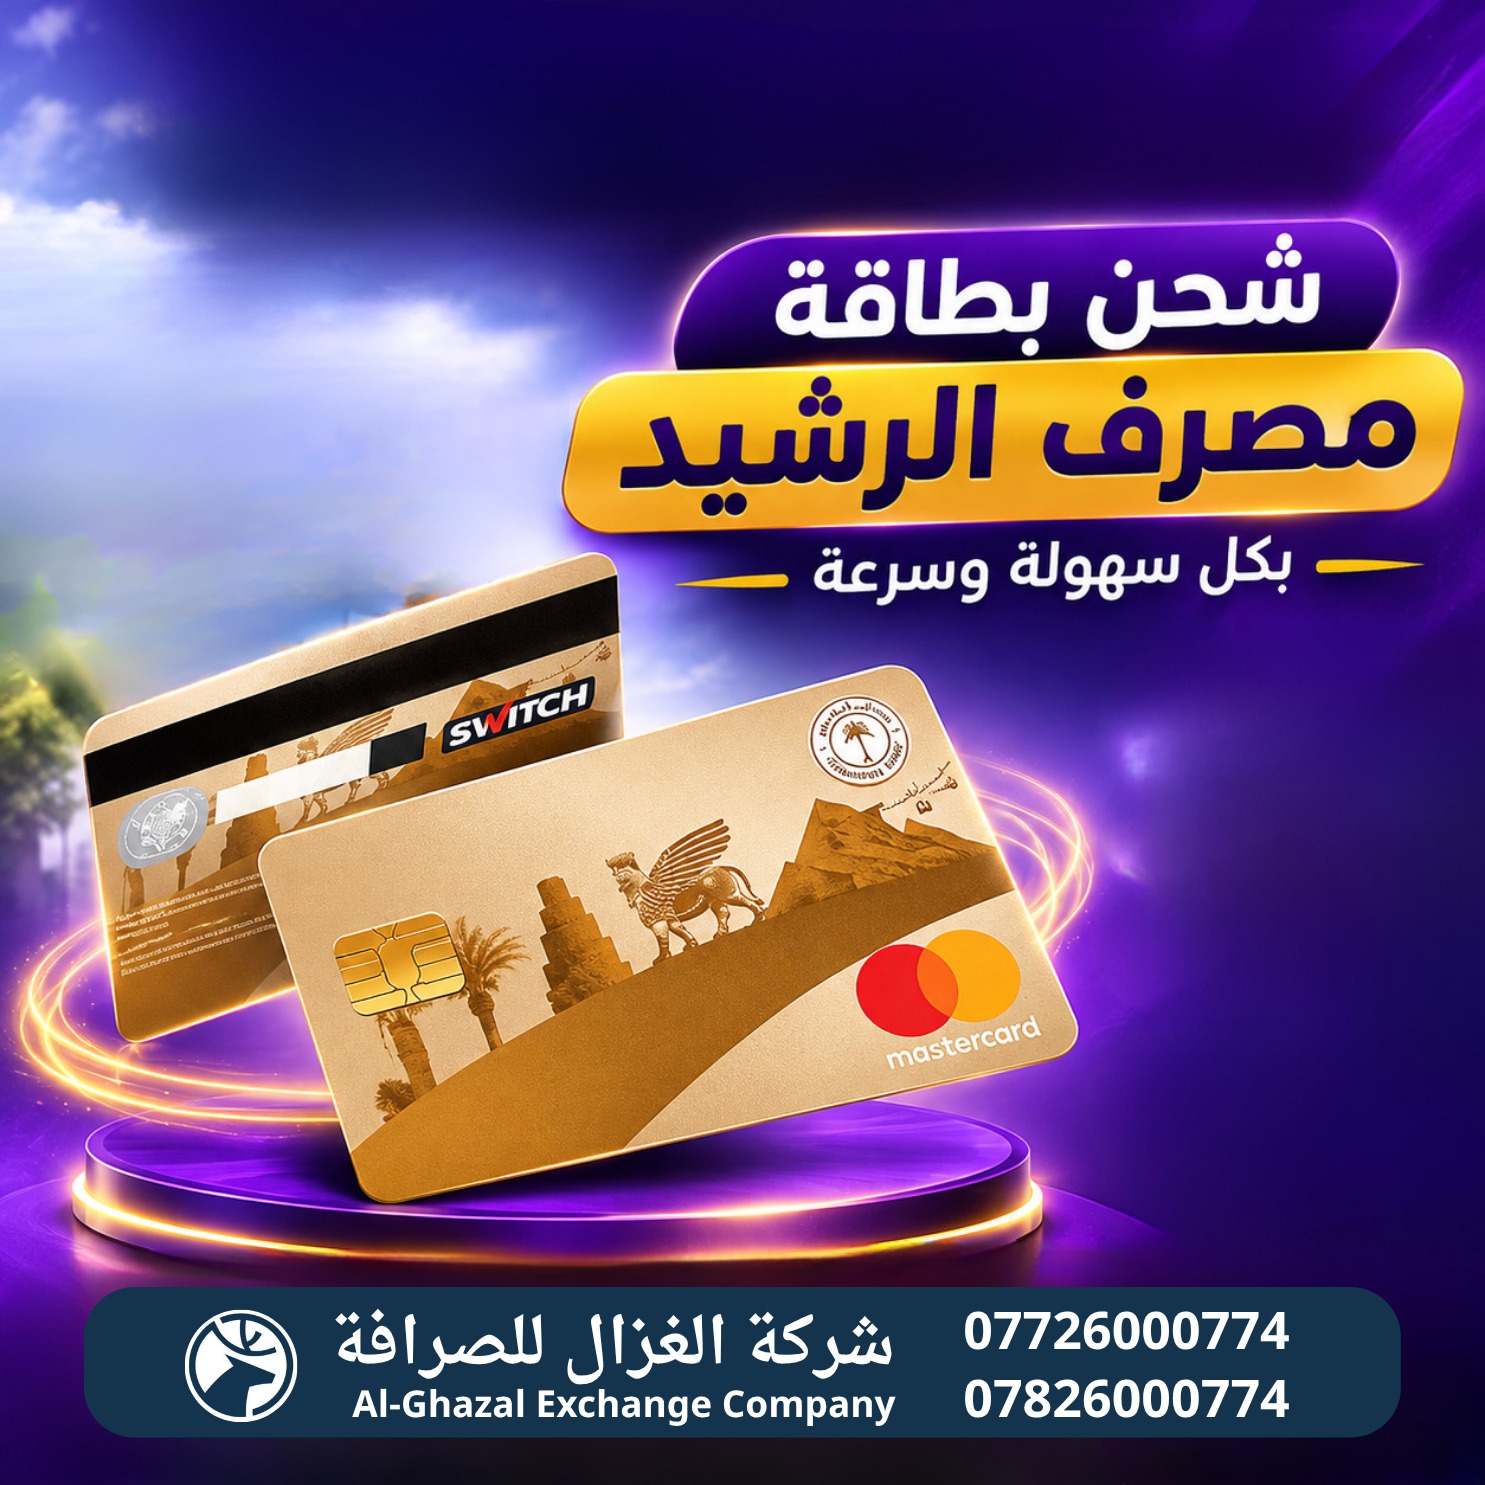 شحن بطاقة
مصرف الرشيد
بكل سهولة وسرعة
SWITCH
mastercard
شركة الغزال للصرافة
Al-Ghazal Exchange Company
07726000774
07826000774